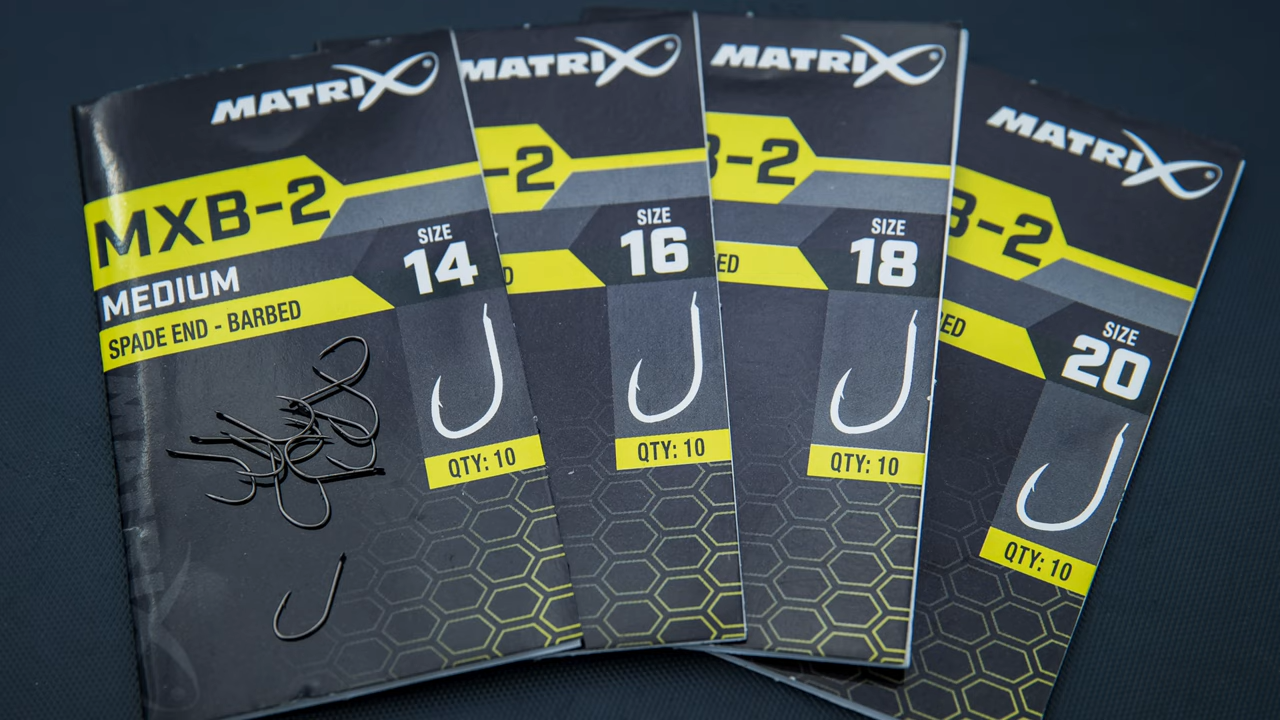 MATRIX
MXB-2
MEDIUM
SPADE END - BARBED
SIZE
14
QTY: 10
MATRIX
-2
SIZE
16
QTY: 10
MATRIX
B-2
ED
SIZE
18
QTY: 10
MATRIX
B-2
ED
SIZE
20
QTY: 10